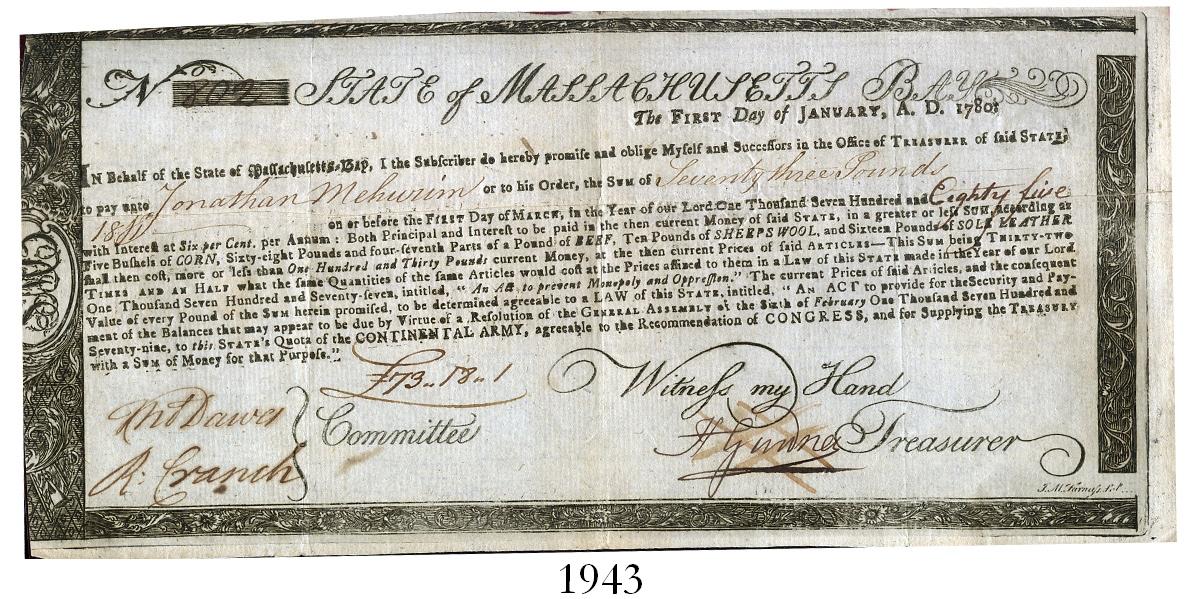 No 802 STATE of MASSACHUSETTS BAY
The FIRST Day of JANUARY, A. D. 1780.
IN Behalf of the State of Massachusetts-Bay, I the Subscriber do hereby promise and oblige Myself and Successors in the Office of TREASURER of said STATE,
to pay unto Jonathan Mehurin or to his Order, the SUM of Seventy three Pounds
18/1 on or before the FIRST Day of MARCH, in the Year of our Lord One Thousand Seven Hundred and Eighty five
with Interest at Six per Cent. per Annum: Both Principal and Interest to be paid in the then current Money of said STATE, in a greater or less SUM, according as
Five Bushels of CORN, Sixty-eight Pounds and four-seventh Parts of a Pound of BEEF, Ten Pounds of SHEEPS WOOL, and Sixteen Pounds of SOLE LEATHER
shall then cost, more or less than One Hundred and Thirty Pounds current Money, at the then current Prices of said ARTICLES—This SUM being THIRTY-TWO
TIMES AND AN HALF what the same Quantities of the same Articles would cost at the Prices affixed to them in a Law of this STATE made in the Year of our Lord
One Thousand Seven Hundred and Seventy-seven, intitled, "An Act to prevent Monopoly and Oppression." The current Prices of said Articles, and the consequent
Value of every Pound of the SUM herein promised, to be determined agreeable to a LAW of this STATE, intitled, "An ACT to provide for the Security and Pay-
ment of the Balances that may appear to be due by Virtue of a Resolution of the GENERAL ASSEMBLY of the Sixth of February One Thousand Seven Hundred and
Seventy-nine, to this STATE'S Quota of the CONTINENTAL ARMY, agreeable to the Recommendation of CONGRESS, and for Supplying the TREASURY
with a SUM of Money for that Purpose."
£73.. 18.. 1
Witness my Hand
Thos Dawes
Committee
H Gardner Treasurer
R: Cranch
1943